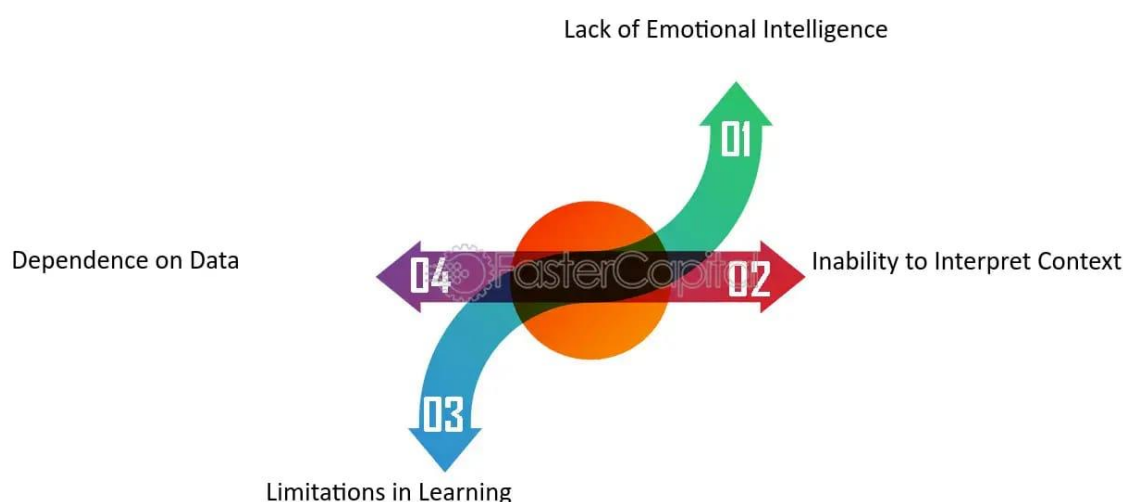 Lack of Emotional Intelligence
01
Dependence on Data
04
FasterCapital
02
Inability to Interpret Context
03
Limitations in Learning